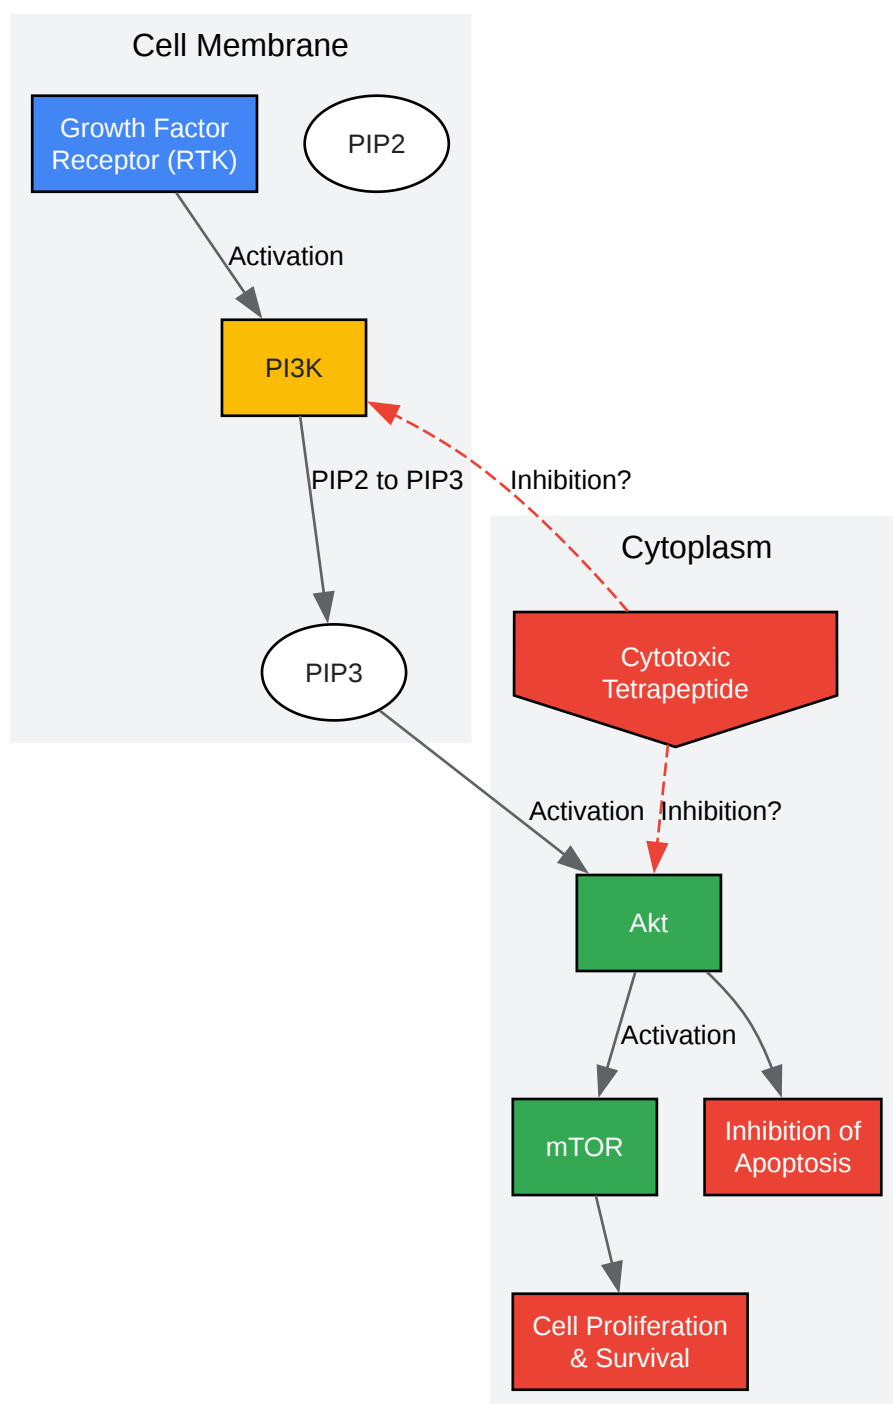 Cell Membrane
Growth Factor
Receptor (RTK)
PIP2
Activation
PI3K
PIP2 to PIP3
Inhibition?
Cytoplasm
Cytotoxic
Tetrapeptide
PIP3
Activation
Inhibition?
Akt
Activation
mTOR
Inhibition of
Apoptosis
Cell Proliferation
& Survival